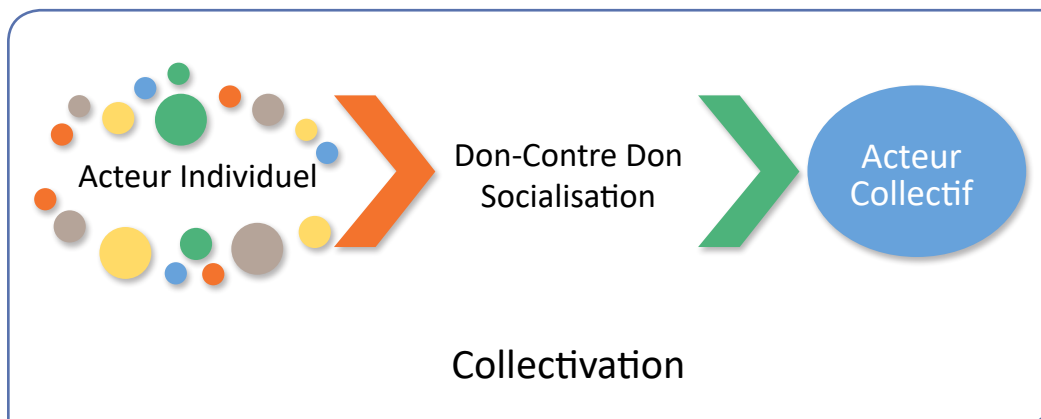 Acteur Individuel
Don-Contre Don
Socialisation
Acteur
Collectif
Collectivation